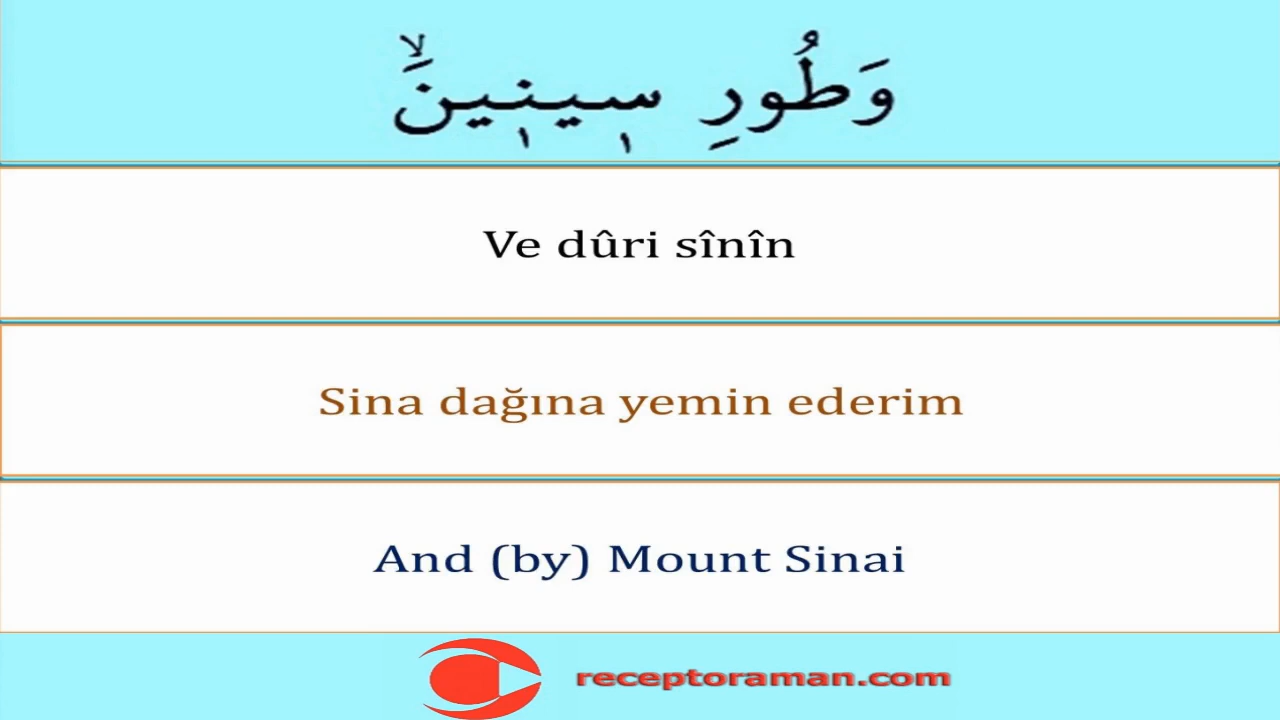 وَطُورِ سٖينٖينَۙ
Ve dûri sînîn
Sina dağına yemin ederim
And (by) Mount Sinai
receptoraman.com